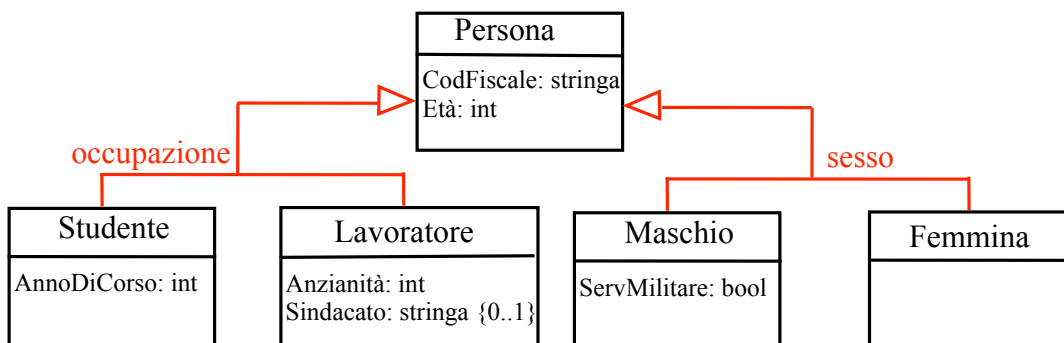 Persona
CodFiscale: stringa
Età: int
occupazione
sesso
Studente
AnnoDiCorso: int
Lavoratore
Anzianità: int
Sindacato: stringa {0..1}
Maschio
ServMilitare: bool
Femmina